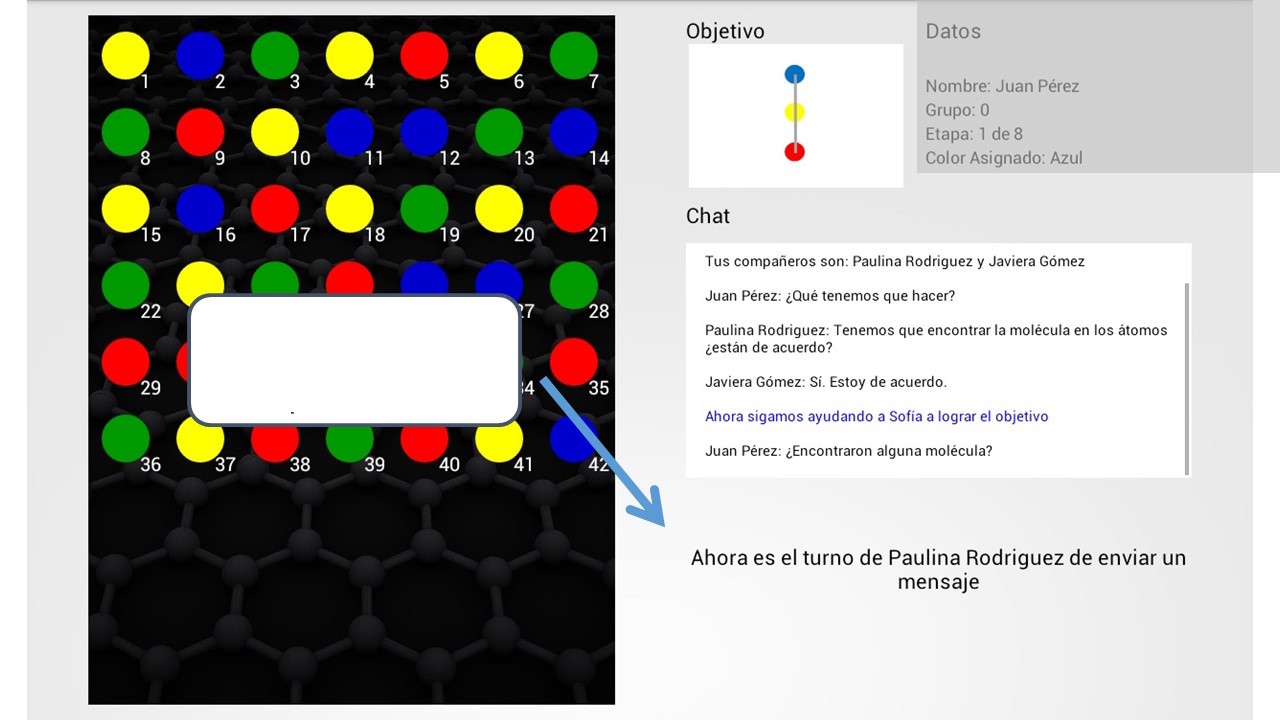 Objetivo
Datos
Nombre: Juan Pérez
Grupo: 0
Etapa: 1 de 8
Color Asignado: Azul
1 2 3 4 5 6 7
8 9 10 11 12 13 14
15 16 17 18 19 20 21
22 27 28
29 34 35
36 37 38 39 40 41 42
-
Chat
Tus compañeros son: Paulina Rodriguez y Javiera Gómez
Juan Pérez: ¿Qué tenemos que hacer?
Paulina Rodriguez: Tenemos que encontrar la molécula en los átomos
¿están de acuerdo?
Javiera Gómez: Sí. Estoy de acuerdo.
Ahora sigamos ayudando a Sofía a lograr el objetivo
Juan Pérez: ¿Encontraron alguna molécula?
Ahora es el turno de Paulina Rodriguez de enviar un
mensaje